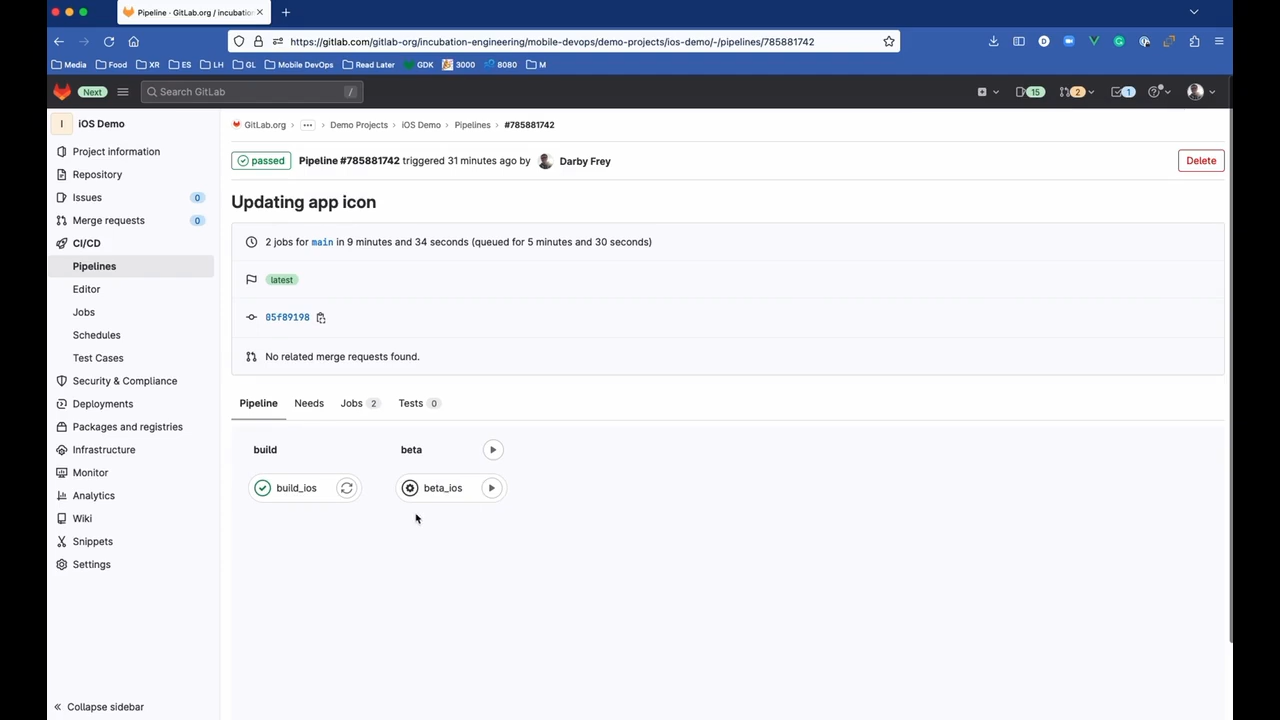 Pipeline · GitLab.org / incubation
https://gitlab.com/gitlab-org/incubation-engineering/mobile-devops/demo-projects/ios-demo/-/pipelines/785881742
Media Food XR ES LH GL Mobile DevOps Read Later GDK 3000 8080 M
Next Search GitLab / 15 2 1
I iOS Demo
Project information
Repository
Issues 0
Merge requests 0
CI/CD
Pipelines
Editor
Jobs
Schedules
Test Cases
Security & Compliance
Deployments
Packages and registries
Infrastructure
Monitor
Analytics
Wiki
Snippets
Settings
Collapse sidebar
GitLab.org › ... › Demo Projects › iOS Demo › Pipelines › #785881742
passed Pipeline #785881742 triggered 31 minutes ago by Darby Frey Delete
Updating app icon
2 jobs for main in 9 minutes and 34 seconds (queued for 5 minutes and 30 seconds)
latest
05f89198
No related merge requests found.
Pipeline Needs Jobs 2 Tests 0
build beta
build_ios beta_ios